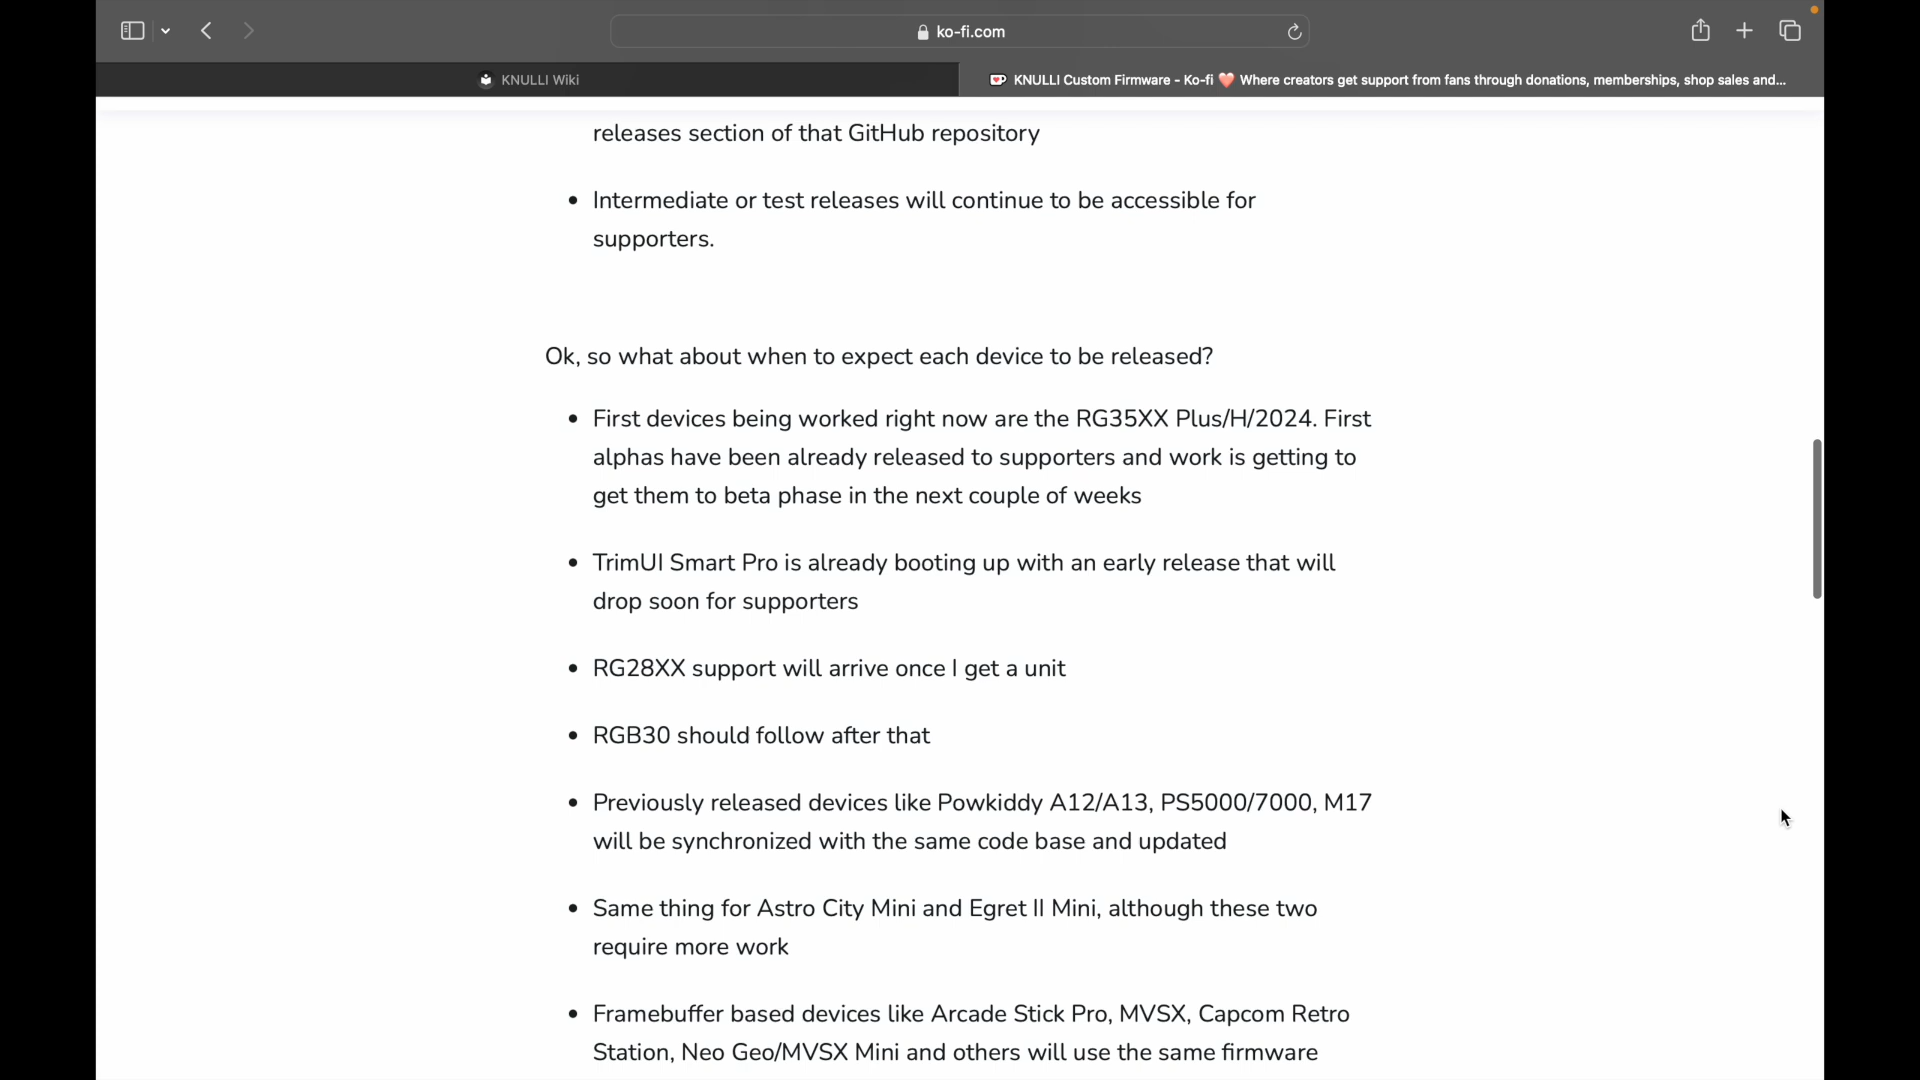 ko-fi.com
KNULLI Wiki
KNULLI Custom Firmware - Ko-fi ❤️ Where creators get support from fans through donations, memberships, shop sales and...
releases section of that GitHub repository
• Intermediate or test releases will continue to be accessible for
supporters.
Ok, so what about when to expect each device to be released?
• First devices being worked right now are the RG35XX Plus/H/2024. First
alphas have been already released to supporters and work is getting to
get them to beta phase in the next couple of weeks
• TrimUI Smart Pro is already booting up with an early release that will
drop soon for supporters
• RG28XX support will arrive once I get a unit
• RGB30 should follow after that
• Previously released devices like Powkiddy A12/A13, PS5000/7000, M17
will be synchronized with the same code base and updated
• Same thing for Astro City Mini and Egret II Mini, although these two
require more work
• Framebuffer based devices like Arcade Stick Pro, MVSX, Capcom Retro
Station, Neo Geo/MVSX Mini and others will use the same firmware